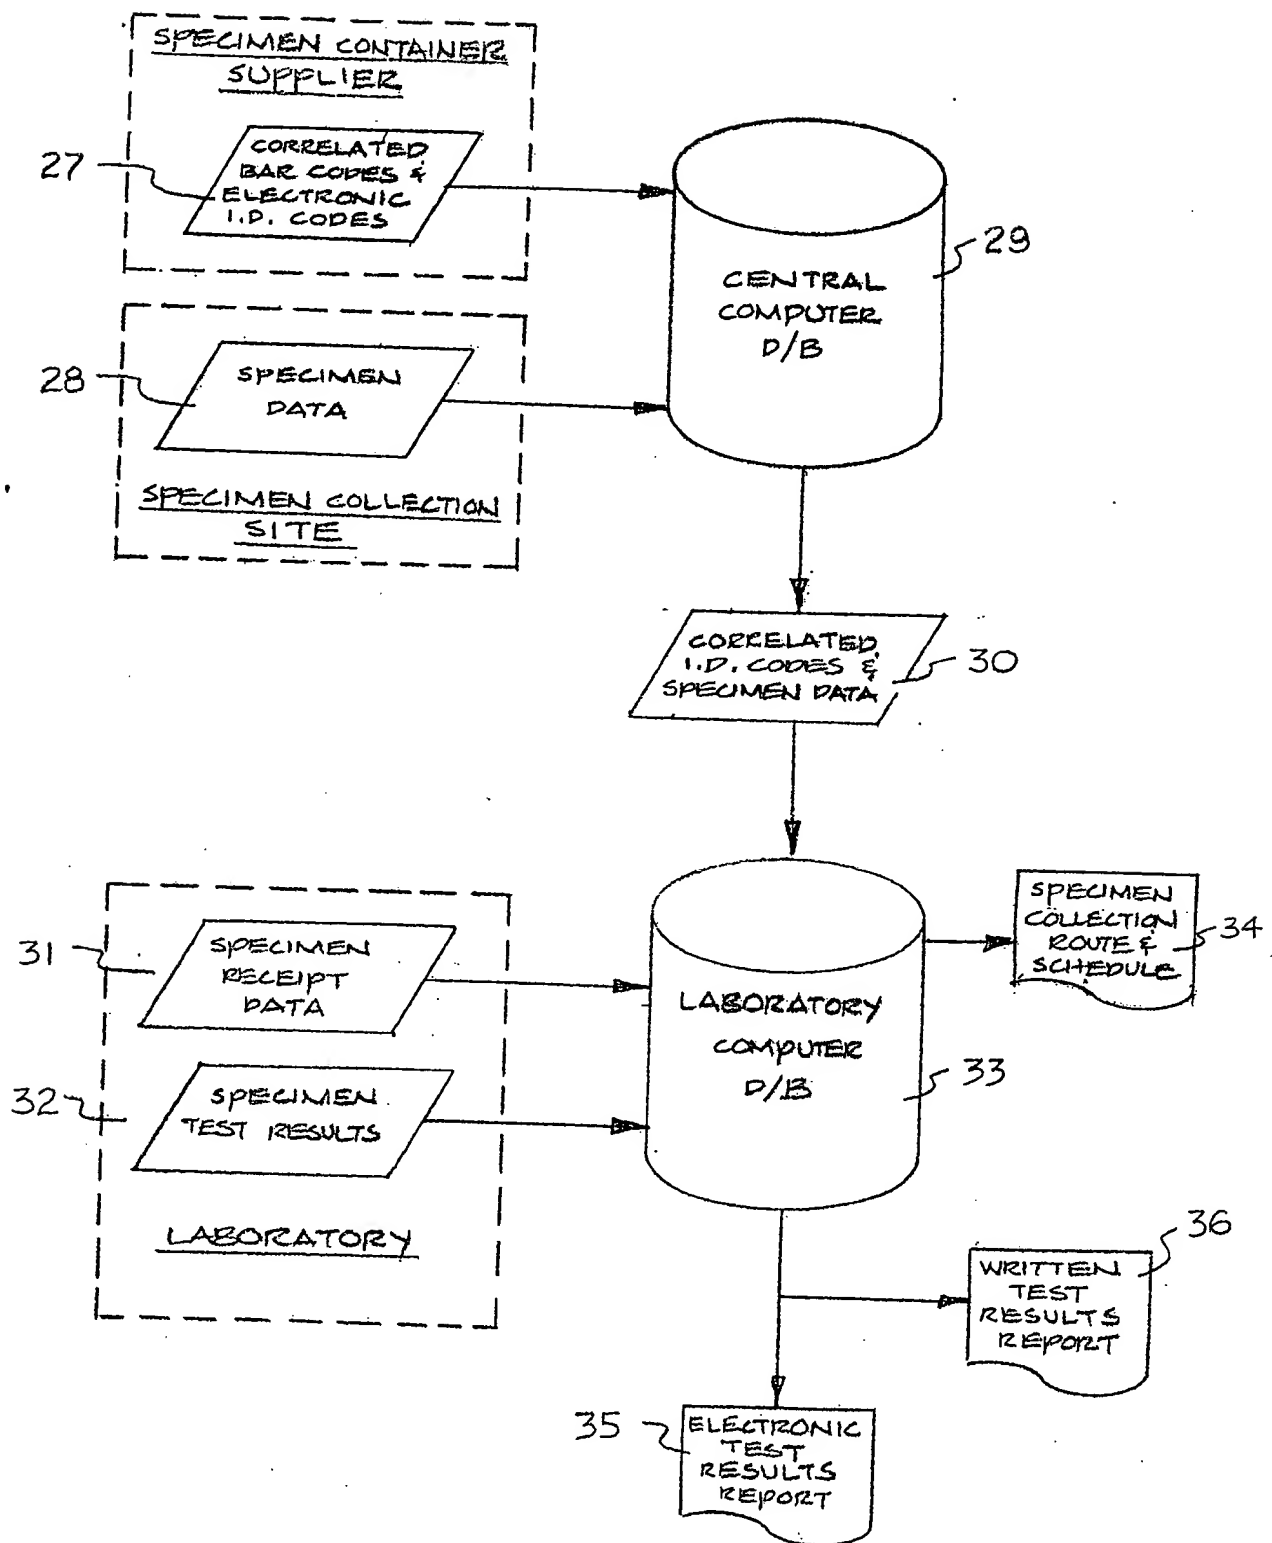 SPECIMEN CONTAINER
SUPPLIER
27
CORRELATED
BAR CODES &
ELECTRONIC
I.D. CODES
29
CENTRAL
COMPUTER
D/B
28
SPECIMEN
DATA
SPECIMEN COLLECTION
SITE
CORRELATED
I.D. CODES &
SPECIMEN DATA
30
31
SPECIMEN
RECEIPT
DATA
SPECIMEN
COLLECTION
ROUTE &
SCHEDULE
34
LABORATORY
COMPUTER
D/B
33
32
SPECIMEN
TEST RESULTS
LABORATORY
36
WRITTEN
TEST
RESULTS
REPORT
35
ELECTRONIC
TEST
RESULTS
REPORT